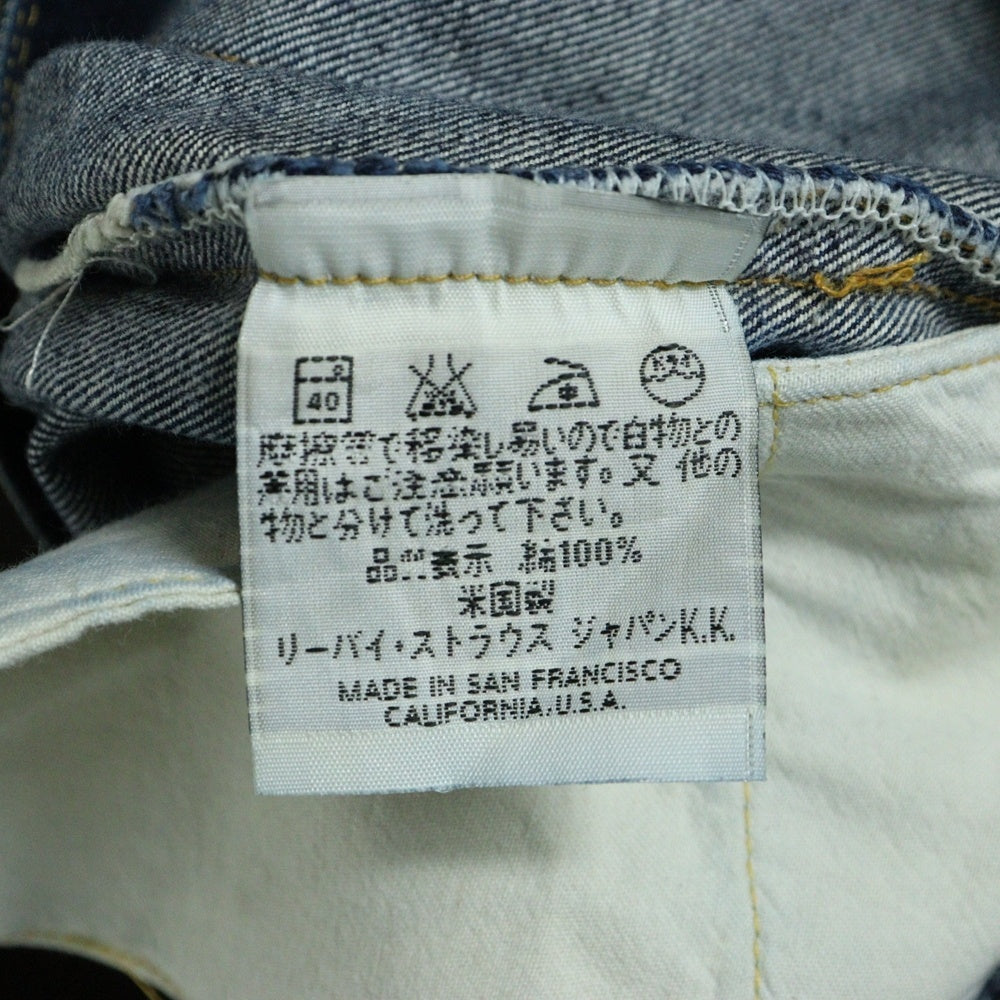 40
摩擦等で移染し易いので白物との
兼用はご注意願います。又 他の
物と分けて洗って下さい。
品質表示 綿100%
米国製
リーバイ・ストラウス ジャパンK.K.
MADE IN SAN FRANCISCO
CALIFORNIA.U.S.A.